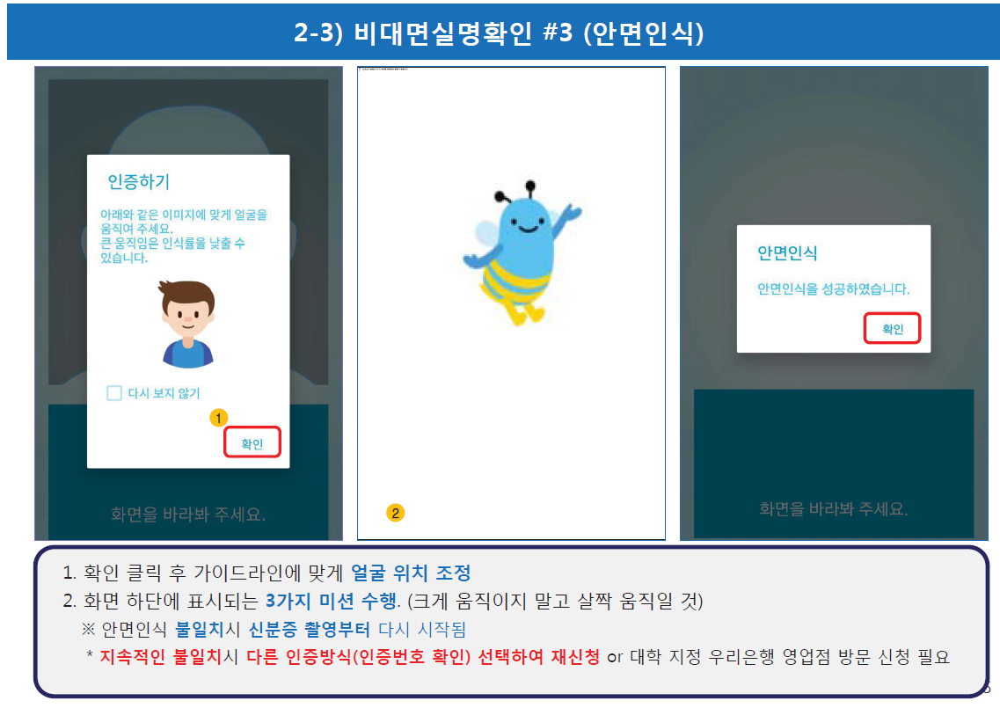 2-3) 비대면실명확인 #3 (안면인식)
인증하기
아래와 같은 이미지에 맞게 얼굴을
움직여 주세요.
큰 움직임은 인식률을 낮출 수
있습니다.
다시 보지 않기
1
확인
화면을 바라봐 주세요.
2
안면인식
안면인식을 성공하였습니다.
확인
화면을 바라봐 주세요.
1. 확인 클릭 후 가이드라인에 맞게 얼굴 위치 조정
2. 화면 하단에 표시되는 3가지 미션 수행. (크게 움직이지 말고 살짝 움직일 것)
※ 안면인식 불일치시 신분증 촬영부터 다시 시작됨
* 지속적인 불일치시 다른 인증방식(인증번호 확인) 선택하여 재신청 or 대학 지정 우리은행 영업점 방문 신청 필요